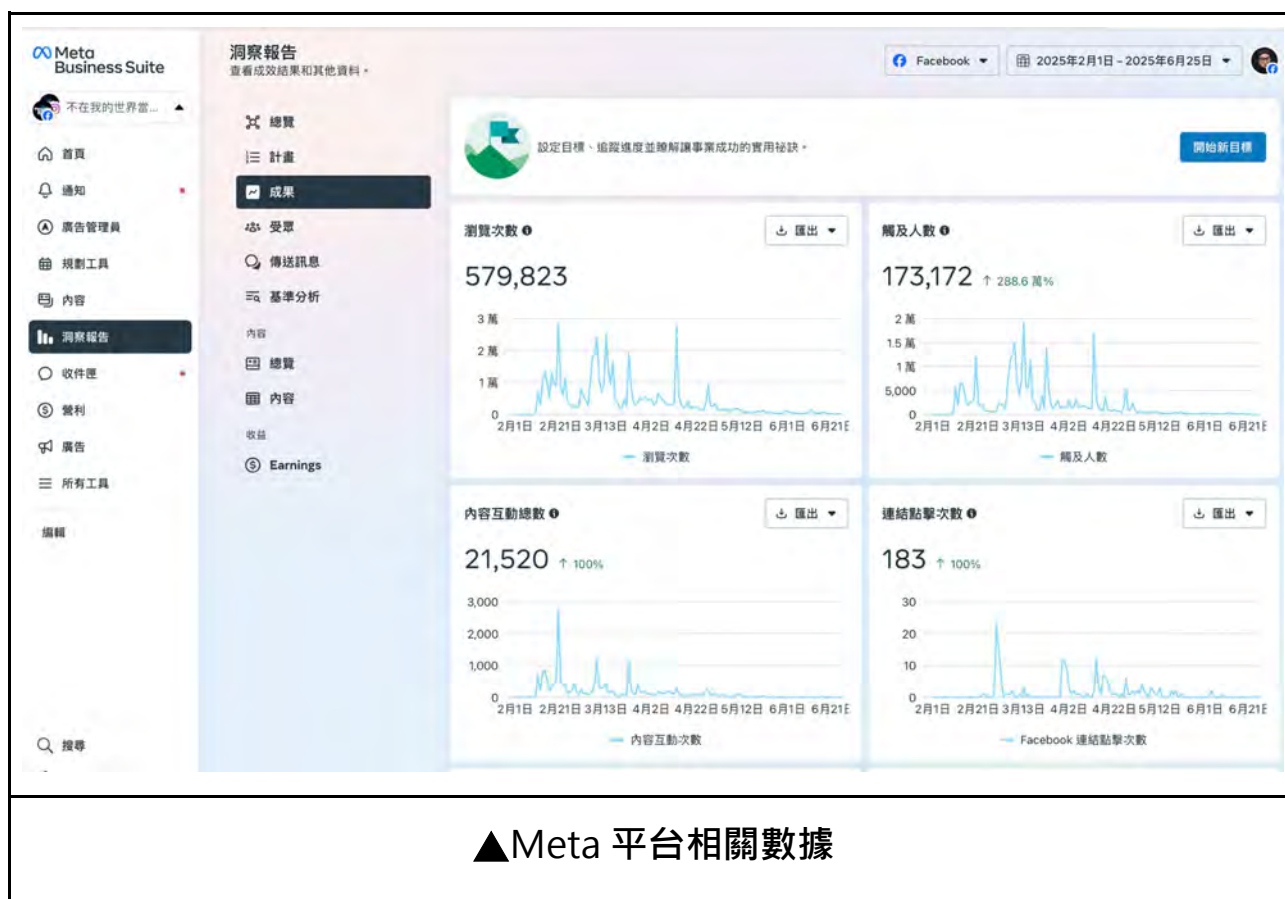 Meta
Business Suite
不在我的世界當...
首頁
通知
廣告管理員
規劃工具
內容
洞察報告
收件匣
營利
廣告
所有工具
編輯
搜尋
洞察報告
查看成效結果和其他資料。
總覽
計畫
成果
受眾
傳送訊息
基準分析
內容
總覽
內容
收益
Earnings
Facebook
2025年2月1日 - 2025年6月25日
設定目標、追蹤進度並瞭解讓事業成功的實用祕訣。
開始新目標
瀏覽次數
匯出
579,823
3 萬
2 萬
1 萬
0
2月1日 2月21日 3月13日 4月2日 4月22日 5月12日 6月1日 6月21日
瀏覽次數
觸及人數
匯出
173,172 ↑ 288.6 萬%
2 萬
1.5 萬
1 萬
5,000
0
2月1日 2月21日 3月13日 4月2日 4月22日 5月12日 6月1日 6月21日
觸及人數
內容互動總數
匯出
21,520 ↑ 100%
3,000
2,000
1,000
0
2月1日 2月21日 3月13日 4月2日 4月22日 5月12日 6月1日 6月21日
內容互動次數
連結點擊次數
匯出
183 ↑ 100%
30
20
10
0
2月1日 2月21日 3月13日 4月2日 4月22日 5月12日 6月1日 6月21日
Facebook 連結點擊次數
▲Meta 平台相關數據